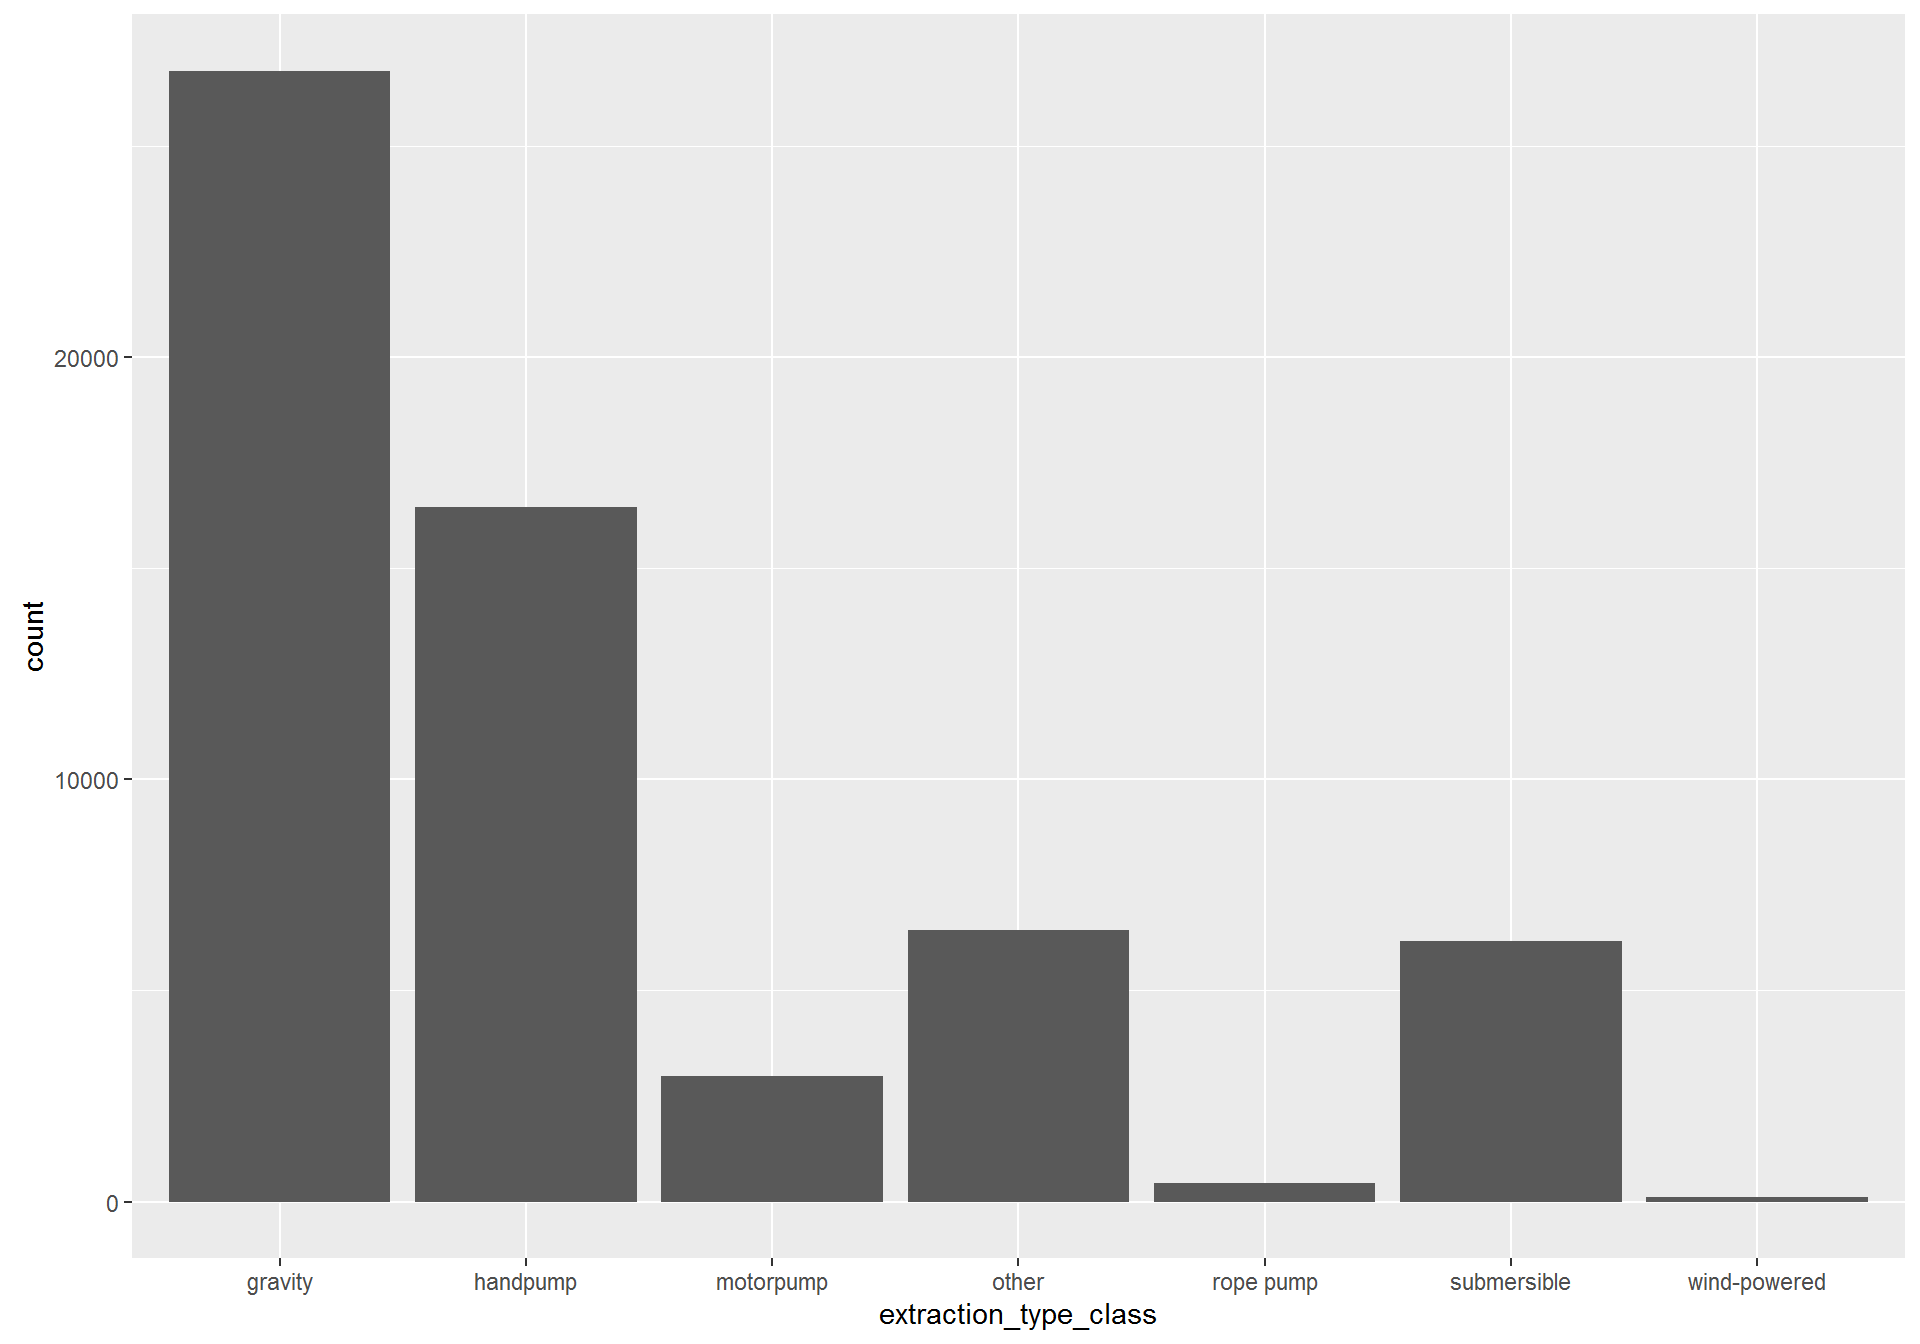 count
20000
10000
0
gravity handpump motorpump other rope pump submersible wind-powered
extraction_type_class